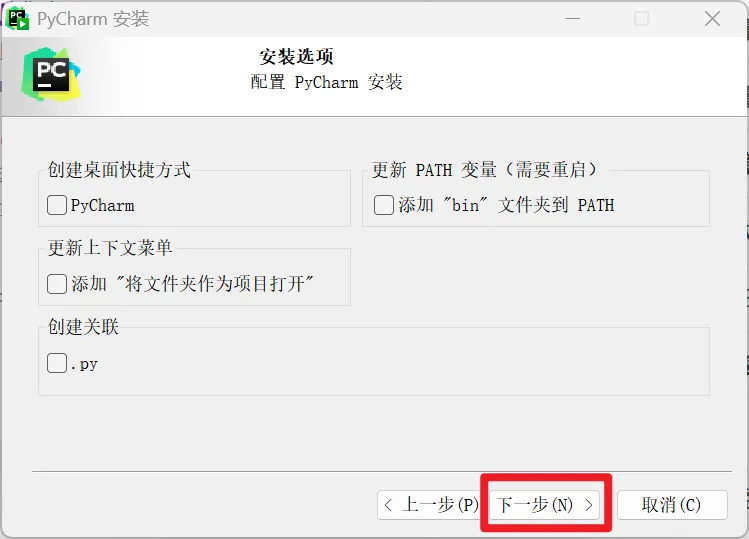 PyCharm 安装
PC
安装选项
配置 PyCharm 安装
创建桌面快捷方式
PyCharm
更新 PATH 变量（需要重启）
添加 "bin" 文件夹到 PATH
更新上下文菜单
添加 "将文件夹作为项目打开"
创建关联
.py
< 上一步(P)
下一步(N) >
取消(C)